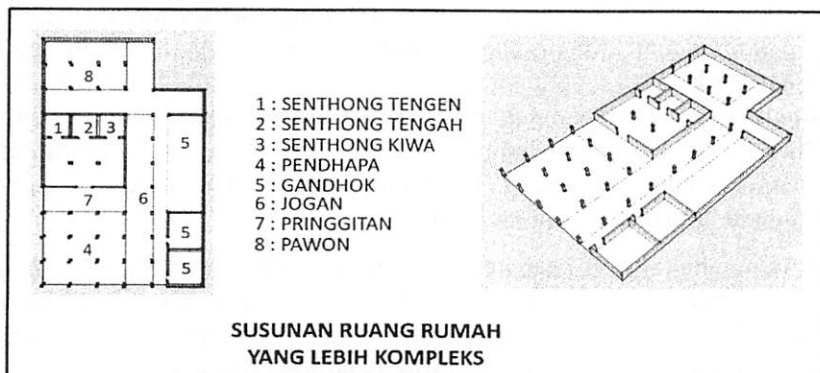 8
1 2 3
5
7
6
4
5
5
1 : SENTHONG TENGEN
2 : SENTHONG TENGAH
3 : SENTHONG KIWA
4 : PENDHAPA
5 : GANDHOK
6 : JOGAN
7 : PRINGGITAN
8 : PAWON
SUSUNAN RUANG RUMAH
YANG LEBIH KOMPLEKS